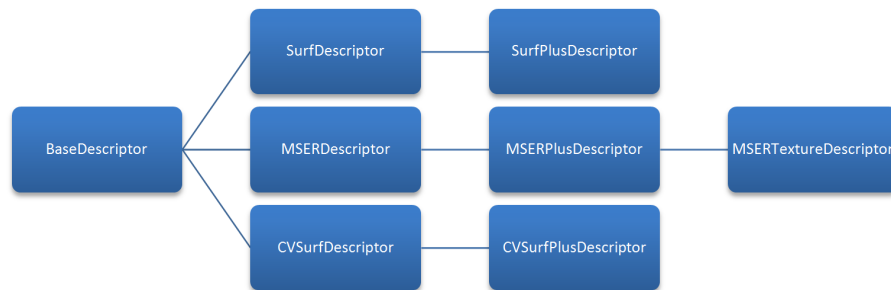 SurfDescriptor
SurfPlusDescriptor
BaseDescriptor
MSERDescriptor
MSERPlusDescriptor
MSERTextureDescriptor
CVSurfDescriptor
CVSurfPlusDescriptor